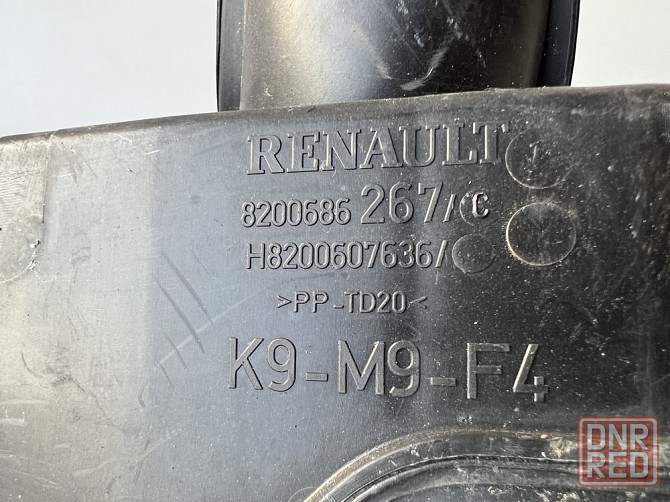 RENAULT
8200686 267/C
H8200607636/
>PP-TD20<
K9-M9-F4
DNR
RED